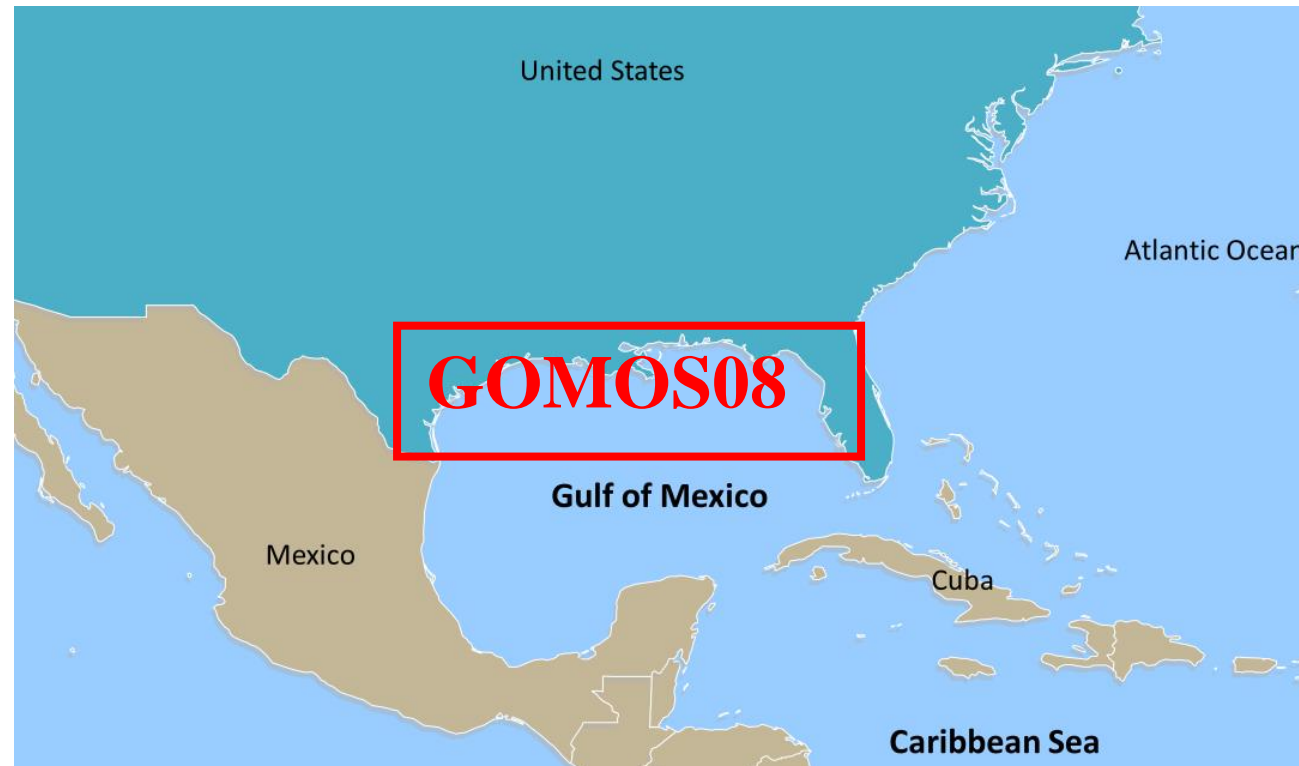 United States
Atlantic Ocean
GOMOS08
Gulf of Mexico
Mexico
Cuba
Caribbean Sea